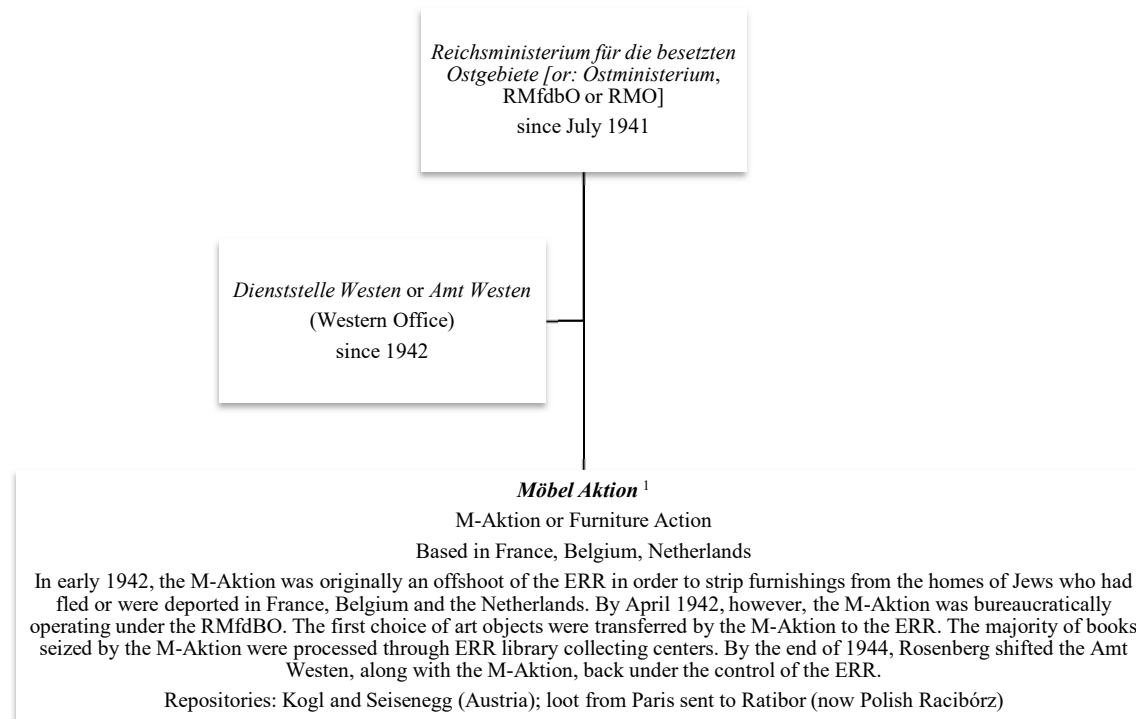 Reichsministerium für die besetzten
Ostgebiete [or: Ostministerium,
RMfdbO or RMO]
since July 1941
Dienststelle Westen or Amt Westen
(Western Office)
since 1942
Möbel Aktion 1
M-Aktion or Furniture Action
Based in France, Belgium, Netherlands
In early 1942, the M-Aktion was originally an offshoot of the ERR in order to strip furnishings from the homes of Jews who had
fled or were deported in France, Belgium and the Netherlands. By April 1942, however, the M-Aktion was bureaucratically
operating under the RMfdBO. The first choice of art objects were transferred by the M-Aktion to the ERR. The majority of books
seized by the M-Aktion were processed through ERR library collecting centers. By the end of 1944, Rosenberg shifted the Amt
Westen, along with the M-Aktion, back under the control of the ERR.
Repositories: Kogl and Seisenegg (Austria); loot from Paris sent to Ratibor (now Polish Racibórz)